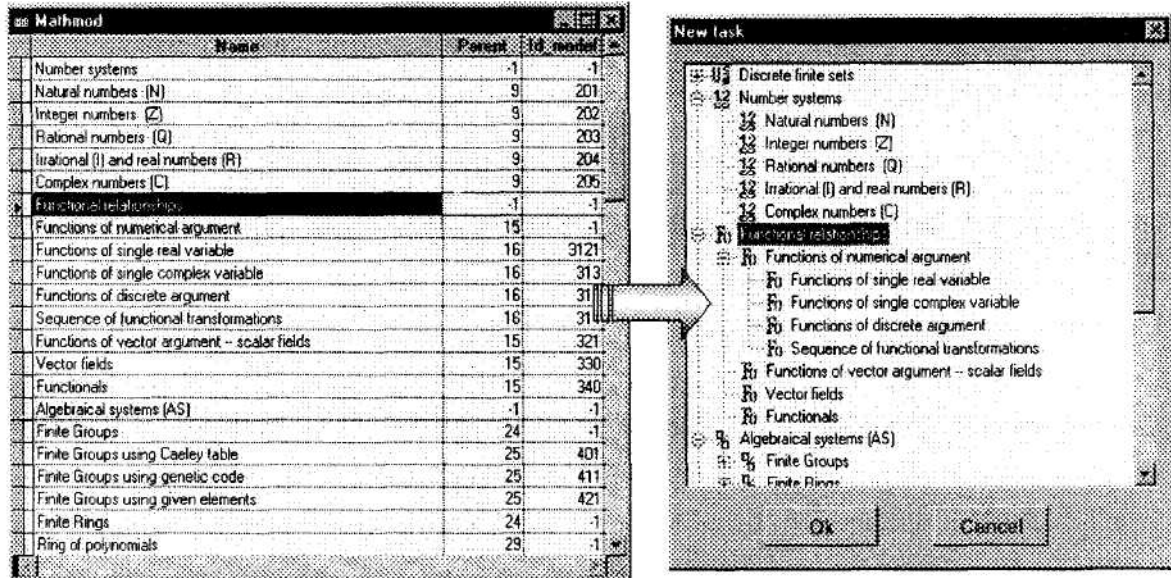 Mathmod
Name Parent Id_model
Number systems -1 -1
Natural numbers (N) 9 201
Integer numbers (Z) 9 202
Rational numbers (Q) 9 203
Irrational (I) and real numbers (R) 9 204
Complex numbers (C) 9 205
Functional relationships -1 -1
Functions of numerical argument 15 -1
Functions of single real variable 16 3121
Functions of single complex variable 16 313
Functions of discrete argument 16 31
Sequence of functional transformations 16 31
Functions of vector argument -- scalar fields 15 321
Vector fields 15 330
Functionals 15 340
Algebraical systems (AS) -1 -1
Finite Groups 24 -1
Finite Groups using Caeley table 25 401
Finite Groups using genetic code 25 411
Finite Groups using given elements 25 421
Finite Rings 24 -1
Ring of polynomials 29 -1
New task
Discrete finite sets
Number systems
Natural numbers (N)
Integer numbers (Z)
Rational numbers (Q)
Irrational (I) and real numbers (R)
Complex numbers (C)
Functional relationships
Functions of numerical argument
Functions of single real variable
Functions of single complex variable
Functions of discrete argument
Sequence of functional transformations
Functions of vector argument -- scalar fields
Vector fields
Functionals
Algebraical systems (AS)
Finite Groups
Finite Rings
Ok Cancel